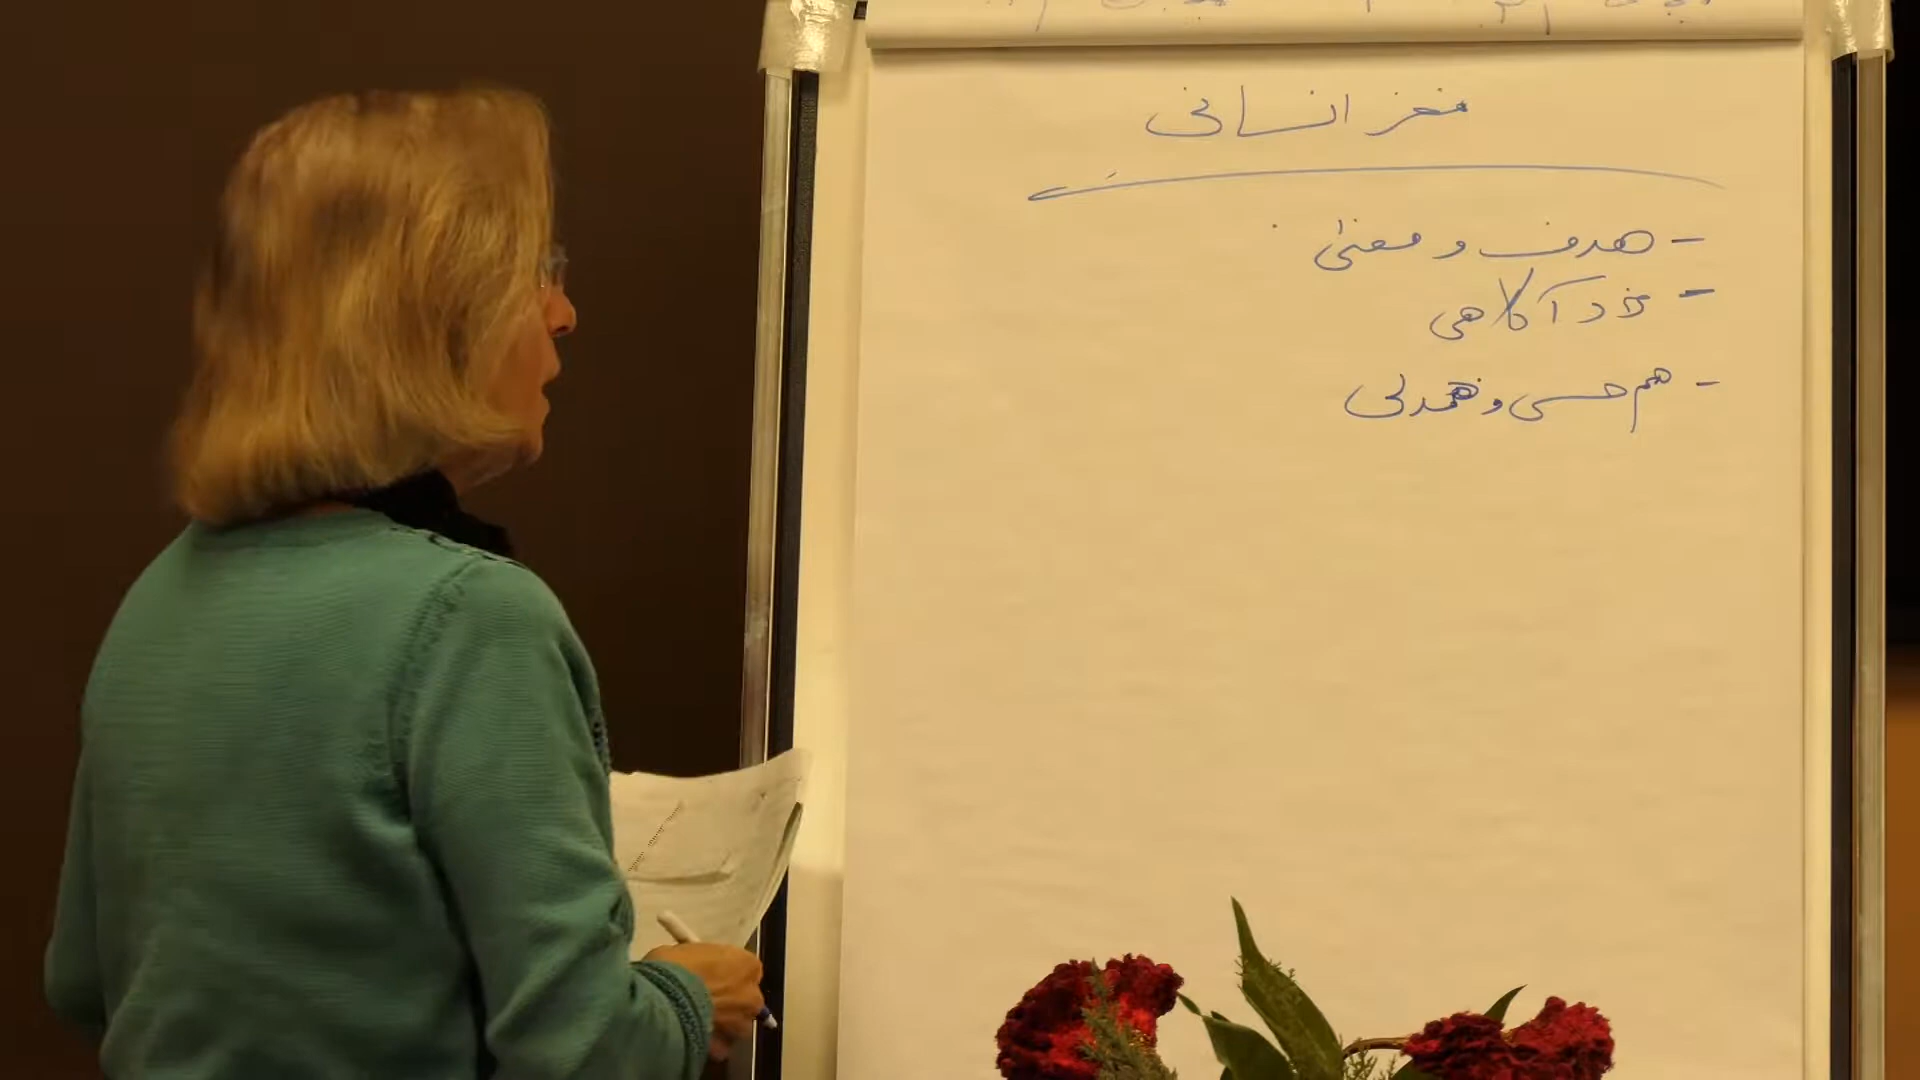 مغز انسانی
- هدف و معنی
- خودآگاهی
- هم حسی و همدلی